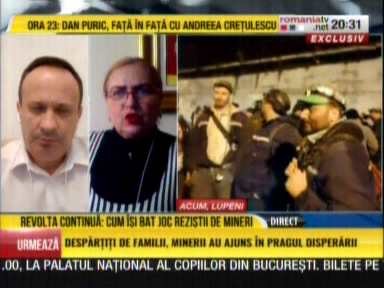 ORA 23: DAN PURIC, FAȚĂ ÎN FAȚĂ CU ANDREEA CREȚULESCU
romaniatv
.net
20:31
EXCLUSIV
ACUM, LUPENI
REVOLTA CONTINUĂ: CUM ÎȘI BAT JOC REZIȘTII DE MINERI
DIRECT
URMEAZĂ
DESPĂRȚIȚI DE FAMILII, MINERII AU AJUNS ÎN PRAGUL DISPERĂRII
.00, LA PALATUL NAȚIONAL AL COPIILOR DIN BUCUREȘTI. BILETE PE